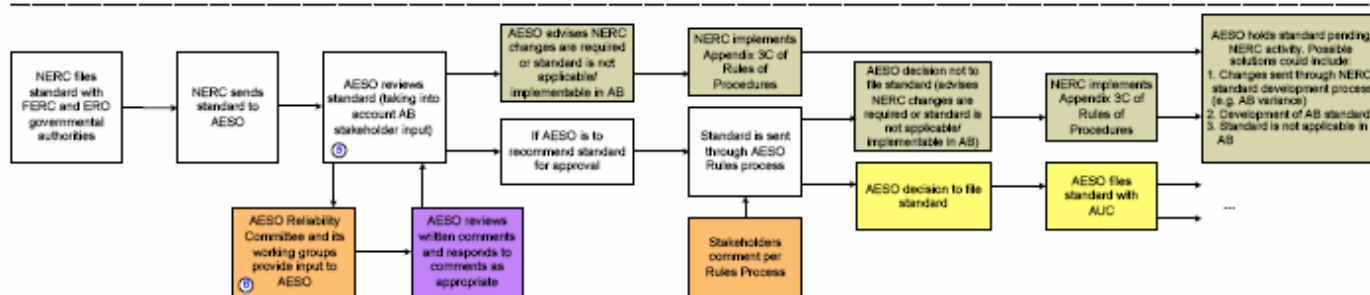 NERC files
standard with
FERC and ERO
governmental
authorities
NERC sends
standard to
AESO
AESO reviews
standard (taking into
account AB
stakeholder input)
6
AESO Reliability
Committee and its
working groups
provide input to
AESO
6
AESO reviews
written comments
and responds to
comments as
appropriate
AESO advises NERC
changes are required
or standard is not
applicable/
implementable in AB
If AESO is to
recommend standard
for approval
NERC implements
Appendix 3C of
Rules of
Procedures
Standard is sent
through AESO
Rules process
Stakeholders
comment per
Rules Process
AESO decision not to
file standard (advises
NERC changes are
required or standard is
not applicable/
implementable in AB)
AESO decision to file
standard
NERC implements
Appendix 3C of
Rules of
Procedures
AESO files
standard with
AUC
AESO holds standard pending
NERC activity. Possible
solutions could include:
1. Changes sent through NERC
standard development process
(e.g. AB variance)
2. Development of AB standard
3. Standard is not applicable in
AB
...